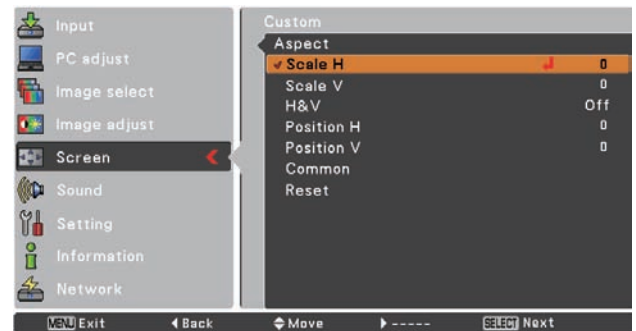 Input
PC adjust
Image select
Image adjust
Screen
Sound
Setting
Information
Network
Custom
Aspect
Scale H 0
Scale V 0
H&V Off
Position H 0
Position V 0
Common
Reset
MENU Exit Back Move ----- SELECT Next